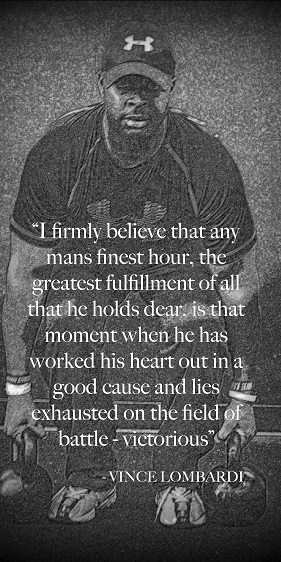 “I firmly believe that any
mans finest hour, the
greatest fulfillment of all
that he holds dear, is that
moment when he has
worked his heart out in a
good cause and lies
exhausted on the field of
battle - victorious”
- VINCE LOMBARDI